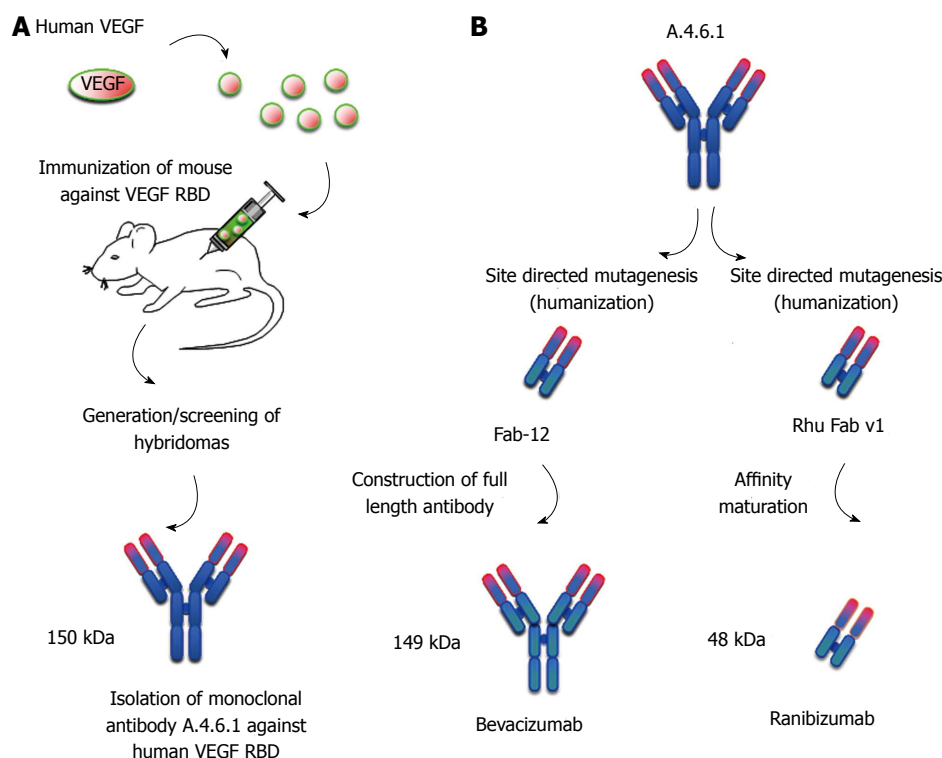 A
Human VEGF
VEGF
Immunization of mouse
against VEGF RBD
Generation/screening of
hybridomas
150 kDa
Isolation of monoclonal
antibody A.4.6.1 against
human VEGF RBD
B
A.4.6.1
Site directed mutagenesis
(humanization)
Site directed mutagenesis
(humanization)
Fab-12
Rhu Fab v1
Construction of full
length antibody
Affinity
maturation
149 kDa
48 kDa
Bevacizumab
Ranibizumab